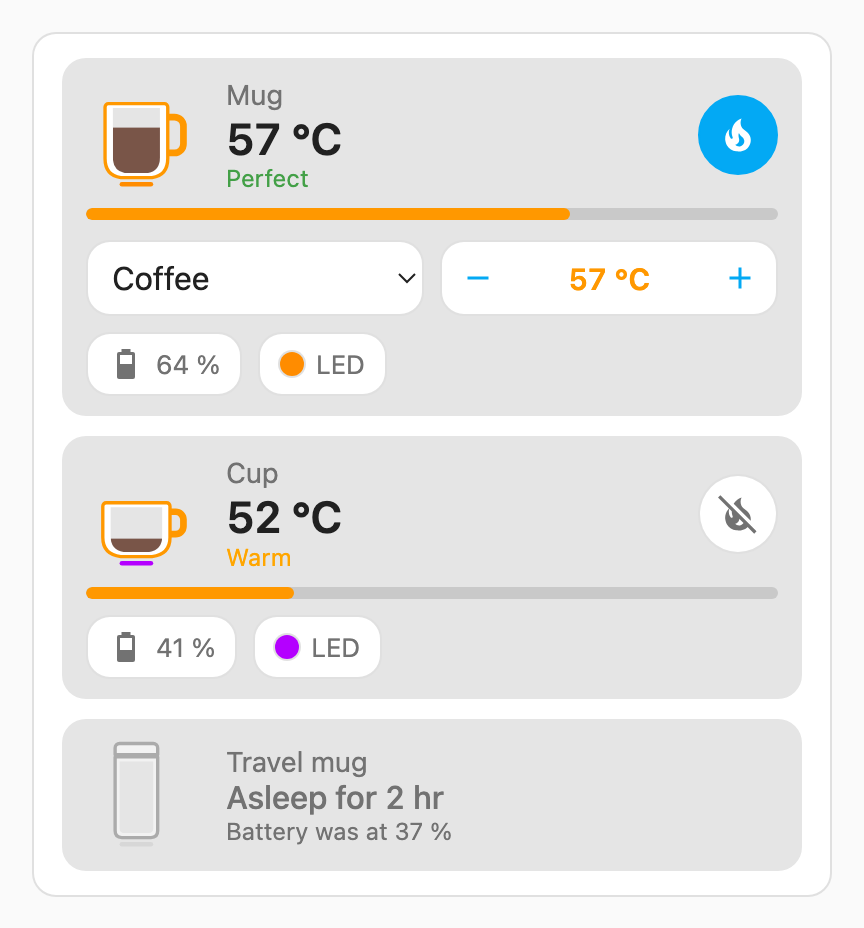 Mug
57 °C
Perfect
Coffee
− 57 °C +
64 % LED
Cup
52 °C
Warm
41 % LED
Travel mug
Asleep for 2 hr
Battery was at 37 %